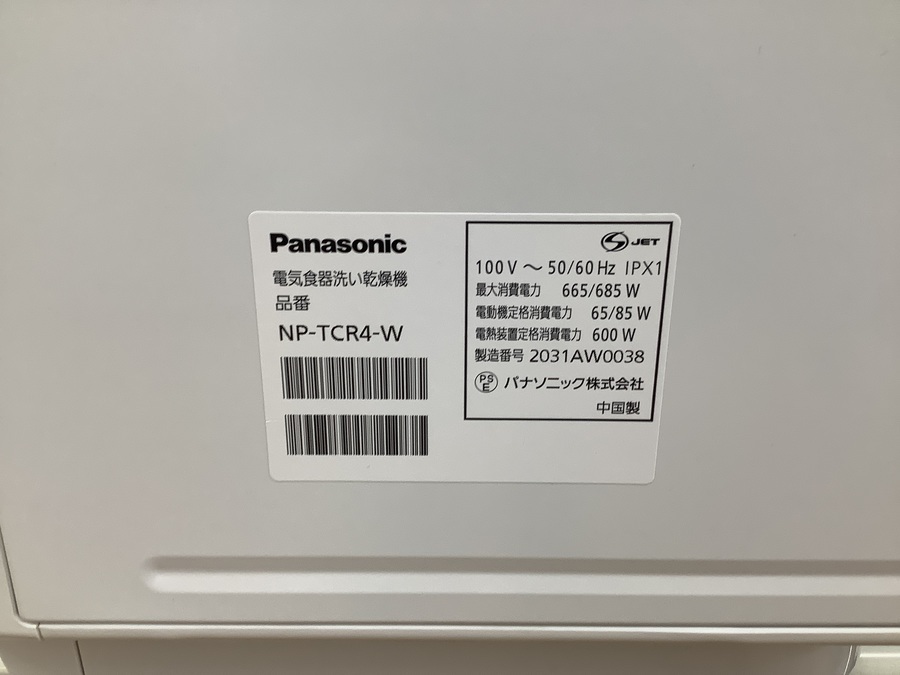 Panasonic
電気食器洗い乾燥機
品番
NP-TCR4-W
S JET
100V～50/60Hz IPX1
最大消費電力 665/685W
電動機定格消費電力 65/85W
電熱装置定格消費電力 600W
製造番号 2031AW0038
PSE パナソニック株式会社
中国製